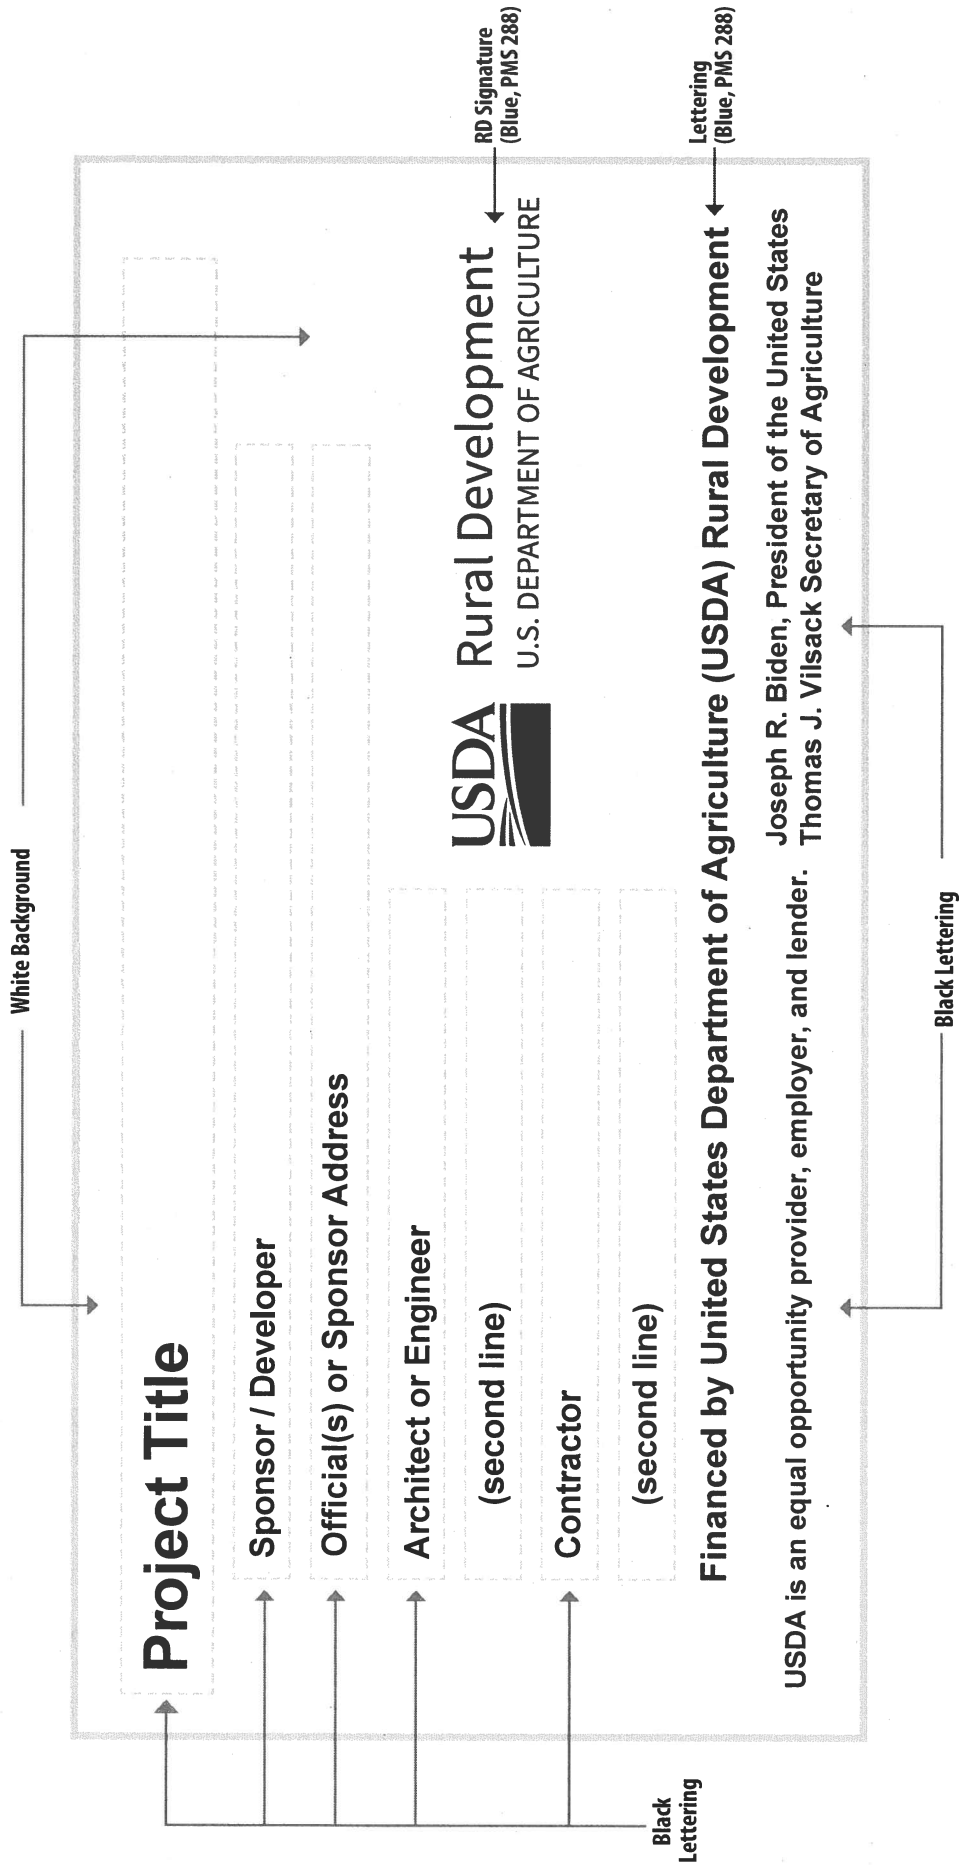 White Background
Project Title
Sponsor / Developer
Official(s) or Sponsor Address
Architect or Engineer
(second line)
Contractor
(second line)
Black
Lettering
USDA
Rural Development
U.S. DEPARTMENT OF AGRICULTURE
RD Signature
(Blue, PMS 288)
Financed by United States Department of Agriculture (USDA) Rural Development
Lettering
(Blue, PMS 288)
USDA is an equal opportunity provider, employer, and lender.
Joseph R. Biden, President of the United States
Thomas J. Vilsack Secretary of Agriculture
Black Lettering